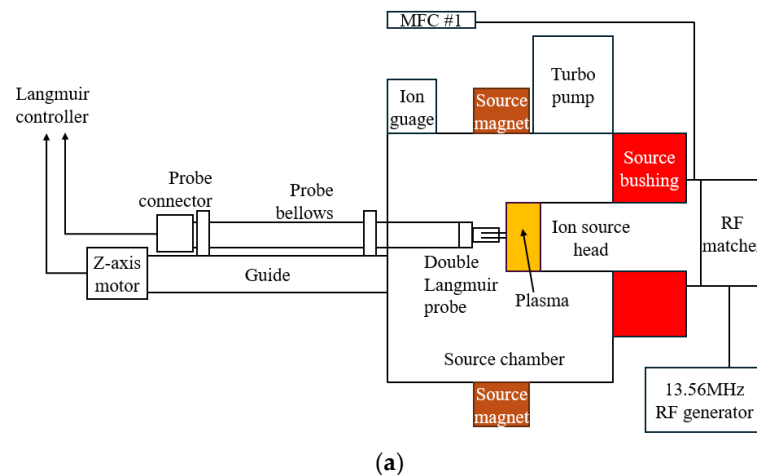 MFC #1
Turbo
pump
Ion
guage
Source
magnet
Langmuir
controller
Source
bushing
Probe
connector
Probe
bellows
Ion source
head
RF
matcher
Z-axis
motor
Guide
Double
Langmuir
probe
Plasma
Source chamber
Source
magnet
13.56MHz
RF generator
(a)